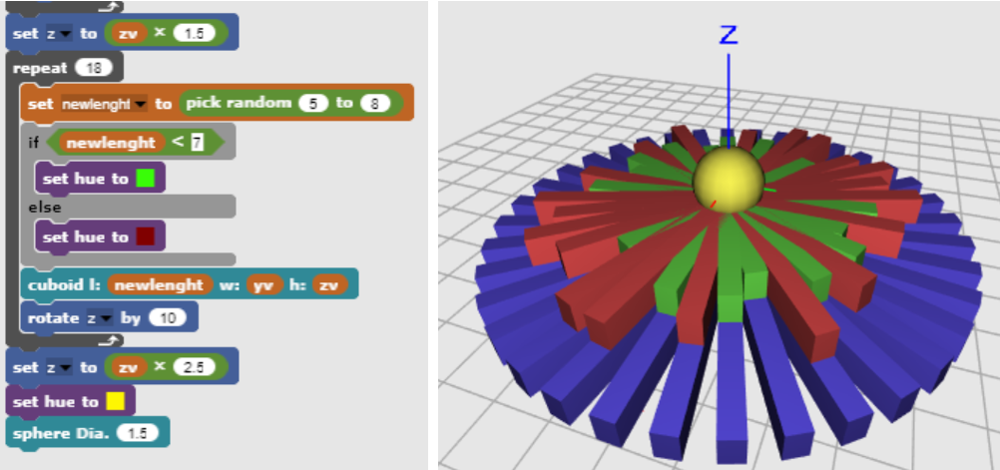 set z to zv × 1.5
repeat 18
set newlenght to pick random 5 to 8
if newlenght < 7
set hue to
else
set hue to
cuboid l: newlenght w: yv h: zv
rotate z by 10
set z to zv × 2.5
set hue to
sphere Dia. 1.5
Z